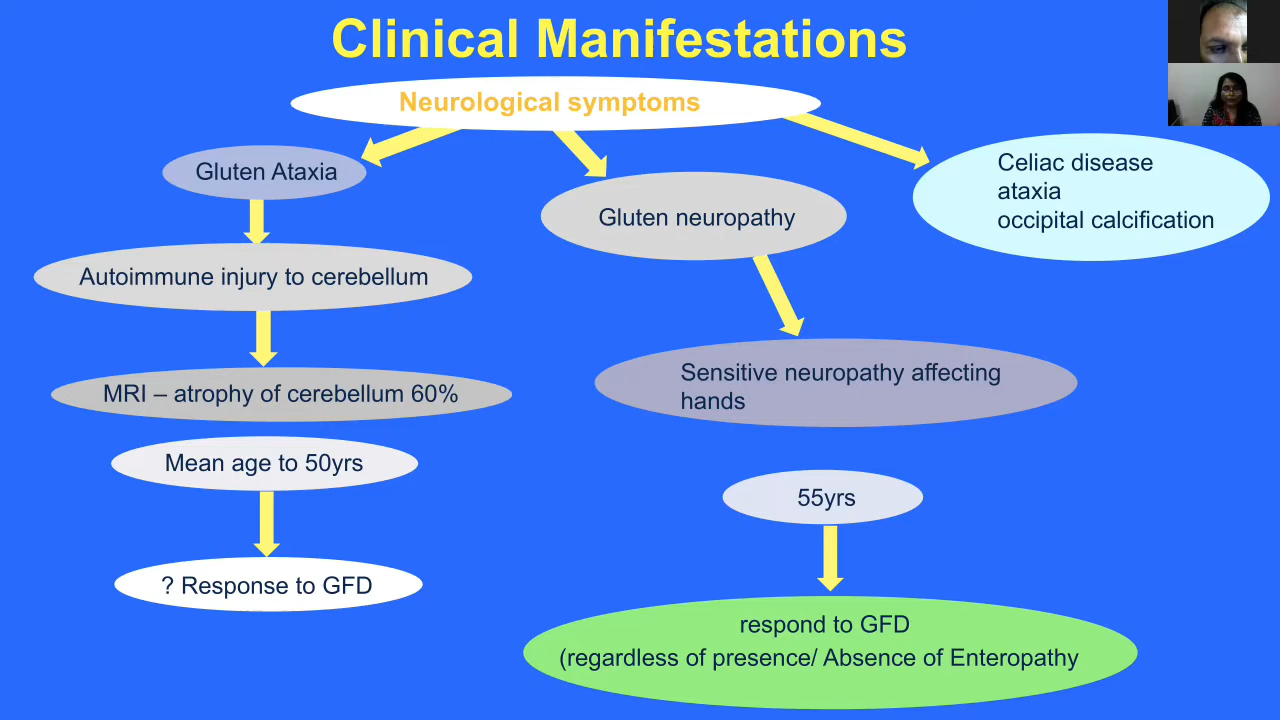 Clinical Manifestations
Neurological symptoms
Gluten Ataxia
Autoimmune injury to cerebellum
MRI – atrophy of cerebellum 60%
Mean age to 50yrs
? Response to GFD
Gluten neuropathy
Sensitive neuropathy affecting
hands
55yrs
respond to GFD
(regardless of presence/ Absence of Enteropathy
Celiac disease
ataxia
occipital calcification